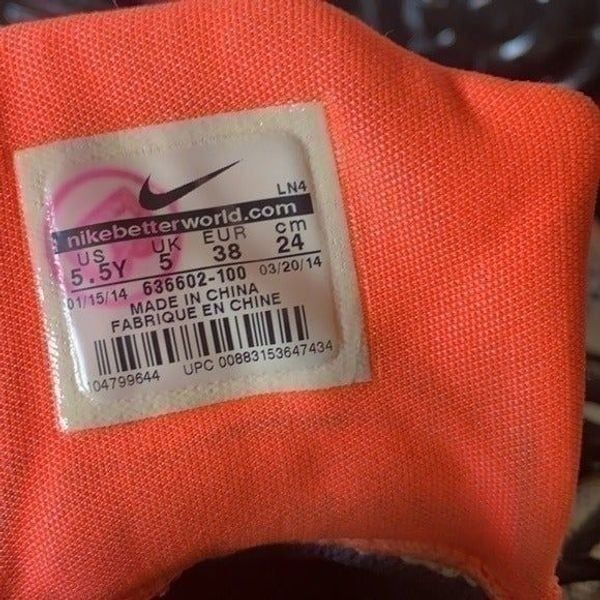 LN4
nikebetterworld.com
US UK EUR cm
5.5Y 5 38 24
01/15/14 636602-100 03/20/14
MADE IN CHINA
FABRIQUE EN CHINE
04799644 UPC 00883153647434